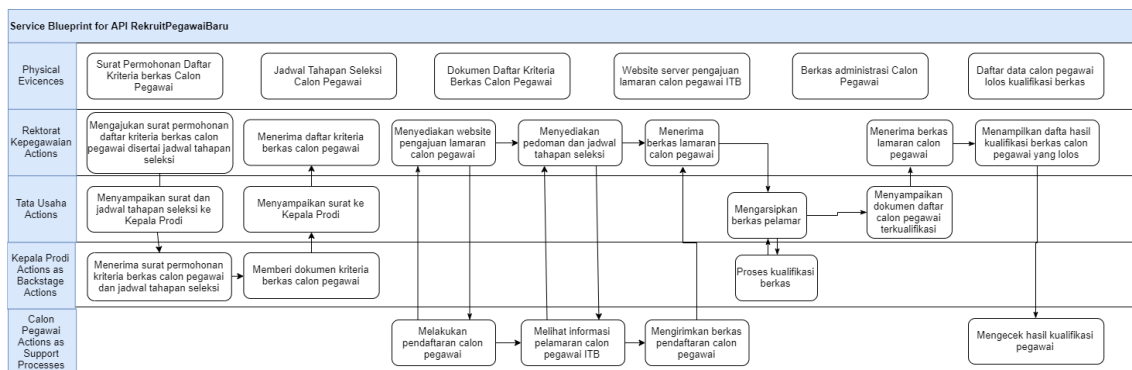 Service Blueprint for API RekruitPegawaiBaru
Physical
Evicences
Surat Permohonan Daftar
Kriteria berkas Calon
Pegawai
Jadwal Tahapan Seleksi
Calon Pegawai
Dokumen Daftar Kriteria
Berkas Calon Pegawai
Website server pengajuan
lamaran calon pegawai ITB
Berkas administrasi Calon
Pegawai
Daftar data calon pegawai
lolos kualifikasi berkas
Rektorat
Kepegawaian
Actions
Mengajukan surat permohonan
daftar kriteria berkas calon
pegawai disertai jadwal tahapan
seleksi
Menerima daftar kriteria
berkas calon pegawai
Menyediakan website
pengajuan lamaran
calon pegawai
Menyediakan
pedoman dan jadwal
tahapan seleksi
Menerima
berkas lamaran
calon pegawai
Menerima berkas
lamaran calon
pegawai
Menampilkan dafta hasil
kualifikasi berkas calon
pegawai yang lolos
Tata Usaha
Actions
Menyampaikan surat dan
jadwal tahapan seleksi ke
Kepala Prodi
Menyampaikan surat ke
Kepala Prodi
Mengarsipkan
berkas pelamar
Menyampaikan
dokumen daftar
calon pegawai
terkualifikasi
Kepala Prodi
Actions as
Backstage
Actions
Menerima surat permohonan
kriteria berkas calon pegawai
dan jadwal tahapan seleksi
Memberi dokumen kriteria
berkas calon pegawai
Proses kualifikasi
berkas
Calon
Pegawai
Actions as
Support
Processes
Melakukan
pendaftaran calon
pegawai
Melihat informasi
pelamaran calon
pegawai ITB
Mengirimkan berkas
pendaftaran calon
pegawai
Mengecek hasil kualifikasi
pegawai